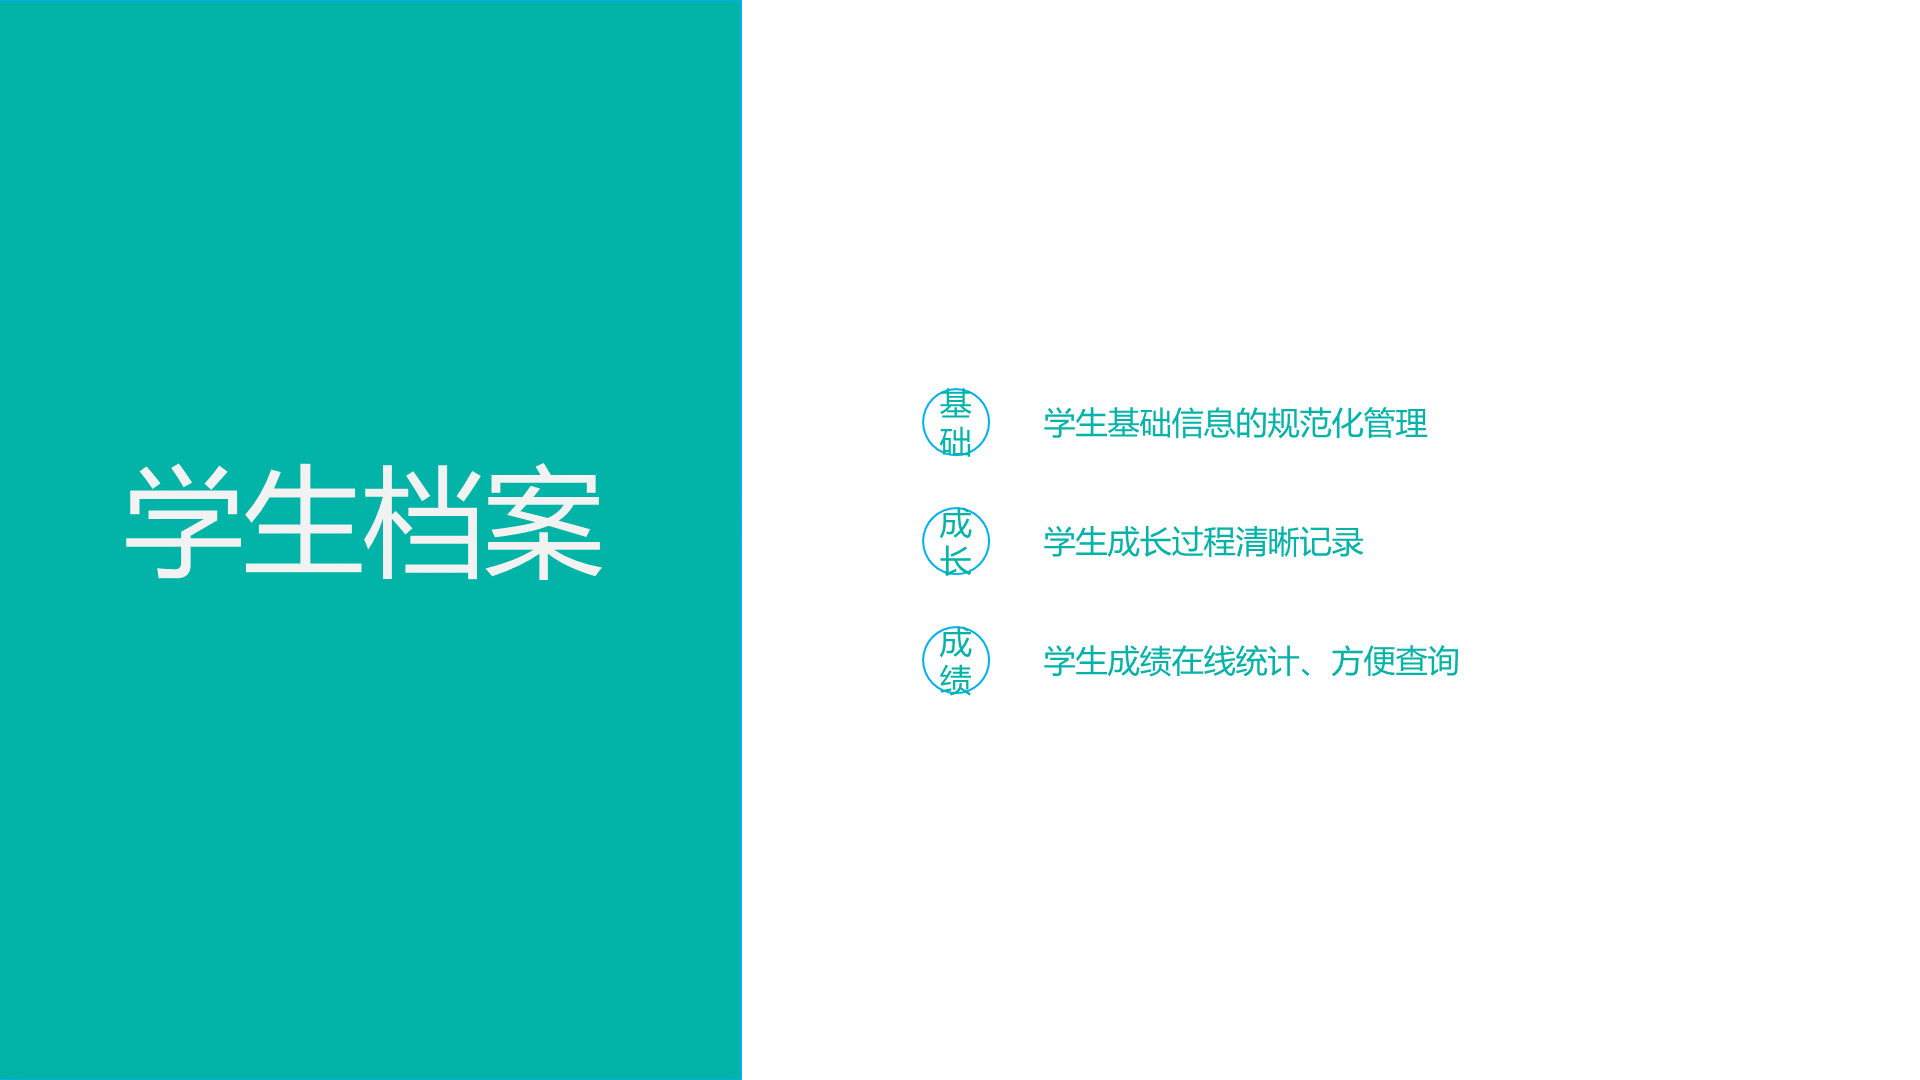 学生档案
基
础
学生基础信息的规范化管理
成
长
学生成长过程清晰记录
成
绩
学生成绩在线统计、方便查询